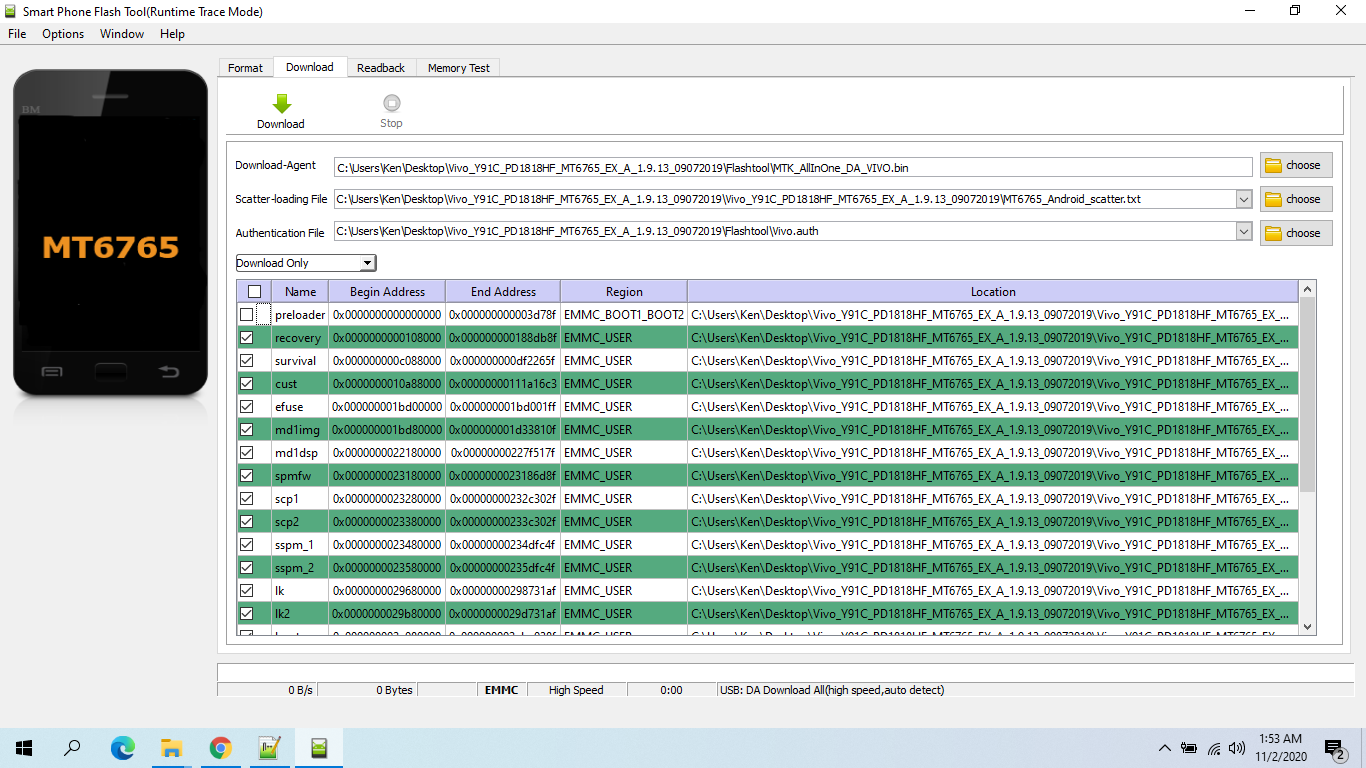 Smart Phone Flash Tool(Runtime Trace Mode)
File Options Window Help
Format Download Readback Memory Test
BM
MT6765
Download Stop
Download-Agent C:\Users\Ken\Desktop\Vivo_Y91C_PD1818HF_MT6765_EX_A_1.9.13_09072019\Flashtool\MTK_AllInOne_DA_VIVO.bin choose
Scatter-loading File C:\Users\Ken\Desktop\Vivo_Y91C_PD1818HF_MT6765_EX_A_1.9.13_09072019\Vivo_Y91C_PD1818HF_MT6765_EX_A_1.9.13_09072019\MT6765_Android_scatter.txt choose
Authentication File C:\Users\Ken\Desktop\Vivo_Y91C_PD1818HF_MT6765_EX_A_1.9.13_09072019\Flashtool\Vivo.auth choose
Download Only
Name Begin Address End Address Region Location
preloader 0x0000000000000000 0x000000000003d78f EMMC_BOOT1_BOOT2 C:\Users\Ken\Desktop\Vivo_Y91C_PD1818HF_MT6765_EX_A_1.9.13_09072019\Vivo_Y91C_PD1818HF_MT6765_EX_...
recovery 0x0000000000108000 0x000000000188db8f EMMC_USER C:\Users\Ken\Desktop\Vivo_Y91C_PD1818HF_MT6765_EX_A_1.9.13_09072019\Vivo_Y91C_PD1818HF_MT6765_EX_...
survival 0x000000000c088000 0x000000000df2265f EMMC_USER C:\Users\Ken\Desktop\Vivo_Y91C_PD1818HF_MT6765_EX_A_1.9.13_09072019\Vivo_Y91C_PD1818HF_MT6765_EX_...
cust 0x0000000010a88000 0x00000000111a16c3 EMMC_USER C:\Users\Ken\Desktop\Vivo_Y91C_PD1818HF_MT6765_EX_A_1.9.13_09072019\Vivo_Y91C_PD1818HF_MT6765_EX_...
efuse 0x000000001bd00000 0x000000001bd001ff EMMC_USER C:\Users\Ken\Desktop\Vivo_Y91C_PD1818HF_MT6765_EX_A_1.9.13_09072019\Vivo_Y91C_PD1818HF_MT6765_EX_...
md1img 0x000000001bd80000 0x000000001d33810f EMMC_USER C:\Users\Ken\Desktop\Vivo_Y91C_PD1818HF_MT6765_EX_A_1.9.13_09072019\Vivo_Y91C_PD1818HF_MT6765_EX_...
md1dsp 0x0000000022180000 0x00000000227f517f EMMC_USER C:\Users\Ken\Desktop\Vivo_Y91C_PD1818HF_MT6765_EX_A_1.9.13_09072019\Vivo_Y91C_PD1818HF_MT6765_EX_...
spmfw 0x0000000023180000 0x0000000023186d8f EMMC_USER C:\Users\Ken\Desktop\Vivo_Y91C_PD1818HF_MT6765_EX_A_1.9.13_09072019\Vivo_Y91C_PD1818HF_MT6765_EX_...
scp1 0x0000000023280000 0x00000000232c302f EMMC_USER C:\Users\Ken\Desktop\Vivo_Y91C_PD1818HF_MT6765_EX_A_1.9.13_09072019\Vivo_Y91C_PD1818HF_MT6765_EX_...
scp2 0x0000000023380000 0x00000000233c302f EMMC_USER C:\Users\Ken\Desktop\Vivo_Y91C_PD1818HF_MT6765_EX_A_1.9.13_09072019\Vivo_Y91C_PD1818HF_MT6765_EX_...
sspm_1 0x0000000023480000 0x00000000234dfc4f EMMC_USER C:\Users\Ken\Desktop\Vivo_Y91C_PD1818HF_MT6765_EX_A_1.9.13_09072019\Vivo_Y91C_PD1818HF_MT6765_EX_...
sspm_2 0x0000000023580000 0x00000000235dfc4f EMMC_USER C:\Users\Ken\Desktop\Vivo_Y91C_PD1818HF_MT6765_EX_A_1.9.13_09072019\Vivo_Y91C_PD1818HF_MT6765_EX_...
lk 0x0000000029680000 0x00000000298731af EMMC_USER C:\Users\Ken\Desktop\Vivo_Y91C_PD1818HF_MT6765_EX_A_1.9.13_09072019\Vivo_Y91C_PD1818HF_MT6765_EX_...
lk2 0x0000000029b80000 0x0000000029d731af EMMC_USER C:\Users\Ken\Desktop\Vivo_Y91C_PD1818HF_MT6765_EX_A_1.9.13_09072019\Vivo_Y91C_PD1818HF_MT6765_EX_...
0 B/s 0 Bytes EMMC High Speed 0:00 USB: DA Download All(high speed,auto detect)
1:53 AM
11/2/2020
2